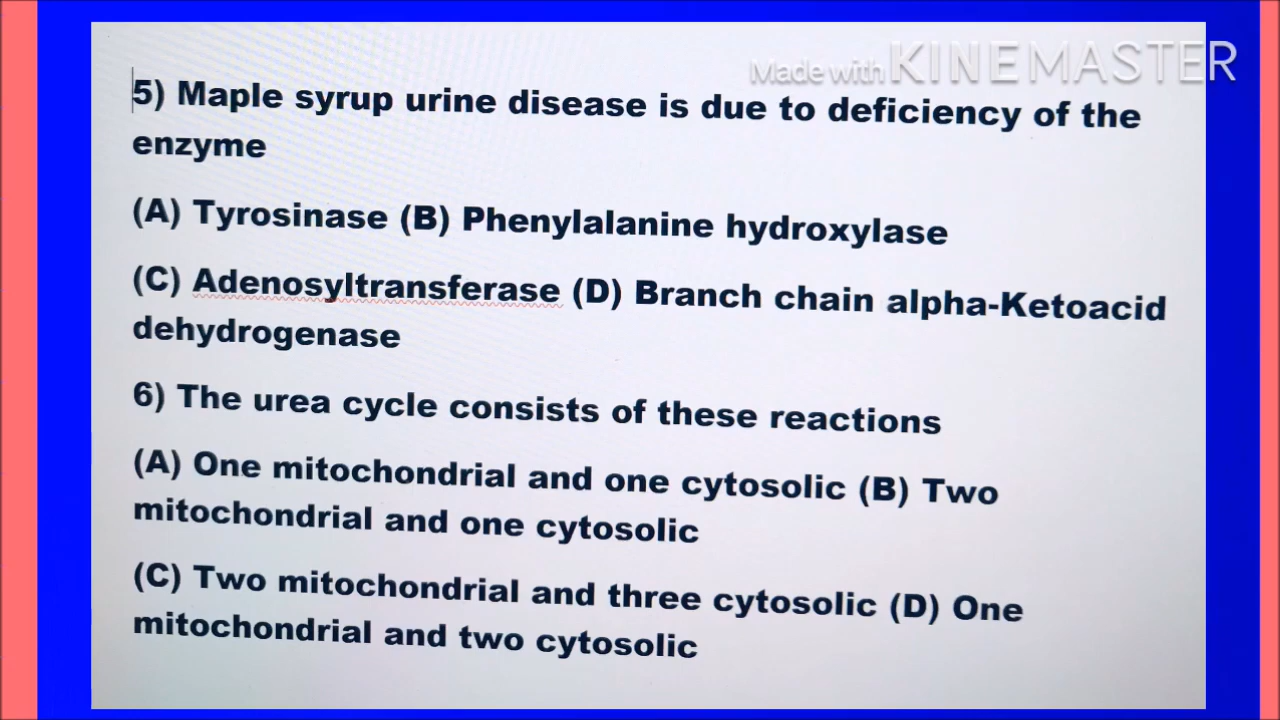 Made with KINEMASTER
5) Maple syrup urine disease is due to deficiency of the
enzyme
(A) Tyrosinase (B) Phenylalanine hydroxylase
(C) Adenosyltransferase (D) Branch chain alpha-Ketoacid
dehydrogenase
6) The urea cycle consists of these reactions
(A) One mitochondrial and one cytosolic (B) Two
mitochondrial and one cytosolic
(C) Two mitochondrial and three cytosolic (D) One
mitochondrial and two cytosolic